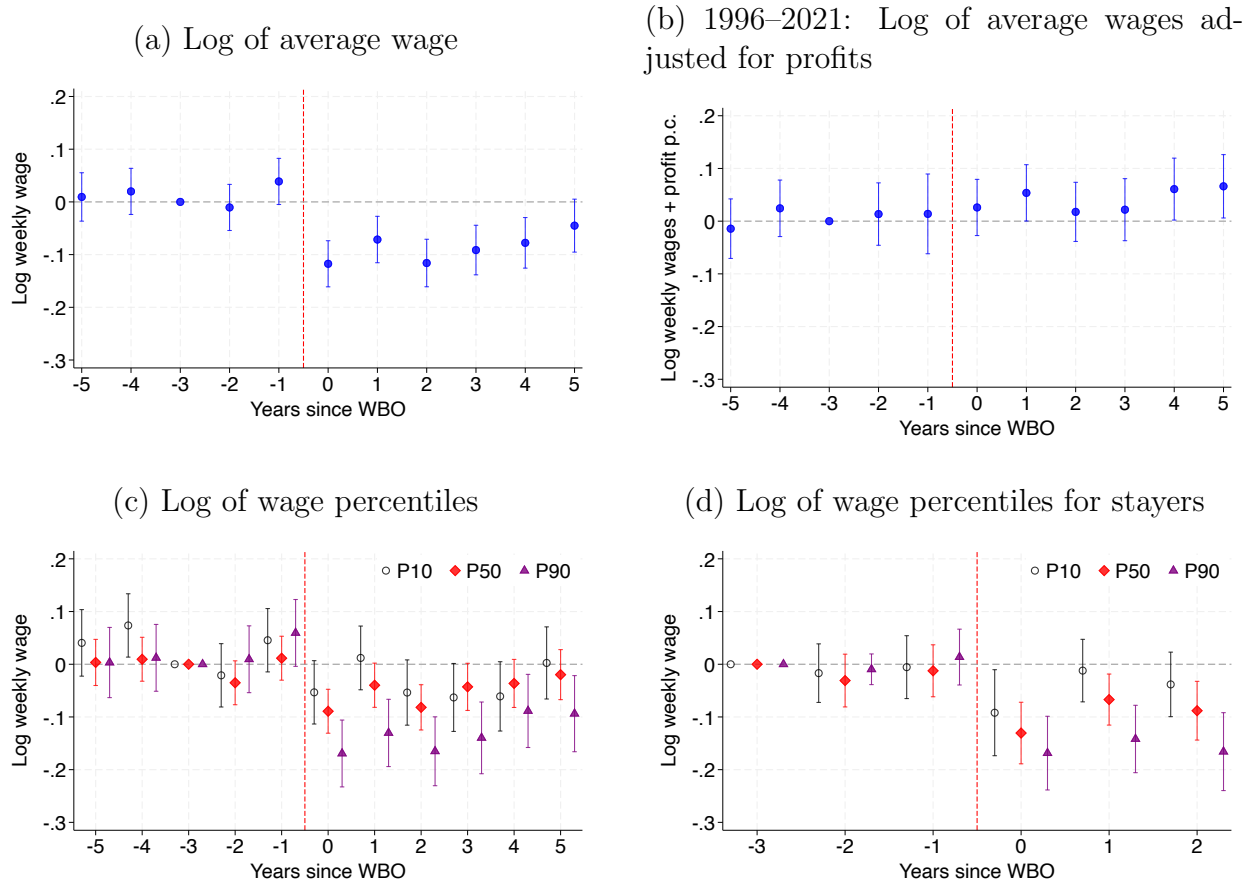 (a) Log of average wage
.2
.1
0
-.1
-.2
-.3
Log weekly wage
-5 -4 -3 -2 -1 0 1 2 3 4 5
Years since WBO
(b) 1996–2021: Log of average wages ad-
justed for profits
.2
.1
0
-.1
-.2
-.3
Log weekly wages + profit p.c.
-5 -4 -3 -2 -1 0 1 2 3 4 5
Years since WBO
(c) Log of wage percentiles
P10 P50 P90
.2
.1
0
-.1
-.2
-.3
Log weekly wage
-5 -4 -3 -2 -1 0 1 2 3 4 5
Years since WBO
(d) Log of wage percentiles for stayers
P10 P50 P90
.2
.1
0
-.1
-.2
-.3
Log weekly wage
-3 -2 -1 0 1 2
Years since WBO